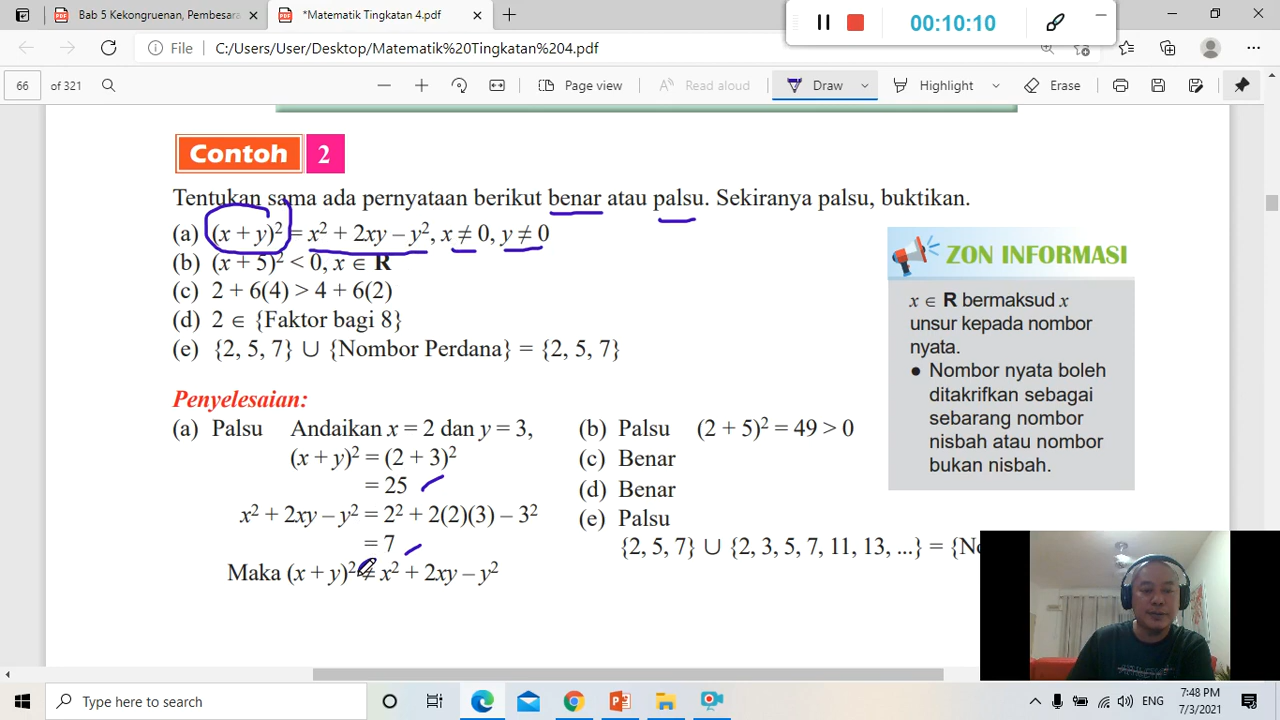 Bab 5 Kekongruenan, Pembesara
*Matematik Tingkatan 4.pdf
00:10:10
File C:/Users/User/Desktop/Matematik%20Tingkatan%204.pdf
66 of 321 Page view Read aloud Draw Highlight Erase
Contoh 2
Tentukan sama ada pernyataan berikut benar atau palsu. Sekiranya palsu, buktikan.
(a) (x + y)² = x² + 2xy – y², x ≠ 0, y ≠ 0
(b) (x + 5)² < 0, x ∈ R
(c) 2 + 6(4) > 4 + 6(2)
(d) 2 ∈ {Faktor bagi 8}
(e) {2, 5, 7} ∪ {Nombor Perdana} = {2, 5, 7}
ZON INFORMASI
x ∈ R bermaksud x
unsur kepada nombor
nyata.
● Nombor nyata boleh
ditakrifkan sebagai
sebarang nombor
nisbah atau nombor
bukan nisbah.
Penyelesaian:
(a) Palsu Andaikan x = 2 dan y = 3,
(x + y)² = (2 + 3)²
= 25
x² + 2xy – y² = 2² + 2(2)(3) – 3²
= 7
Maka (x + y)² ≠ x² + 2xy – y²
(b) Palsu (2 + 5)² = 49 > 0
(c) Benar
(d) Benar
(e) Palsu
{2, 5, 7} ∪ {2, 3, 5, 7, 11, 13, ...} = {No
Type here to search
ENG
7:48 PM
7/3/2021